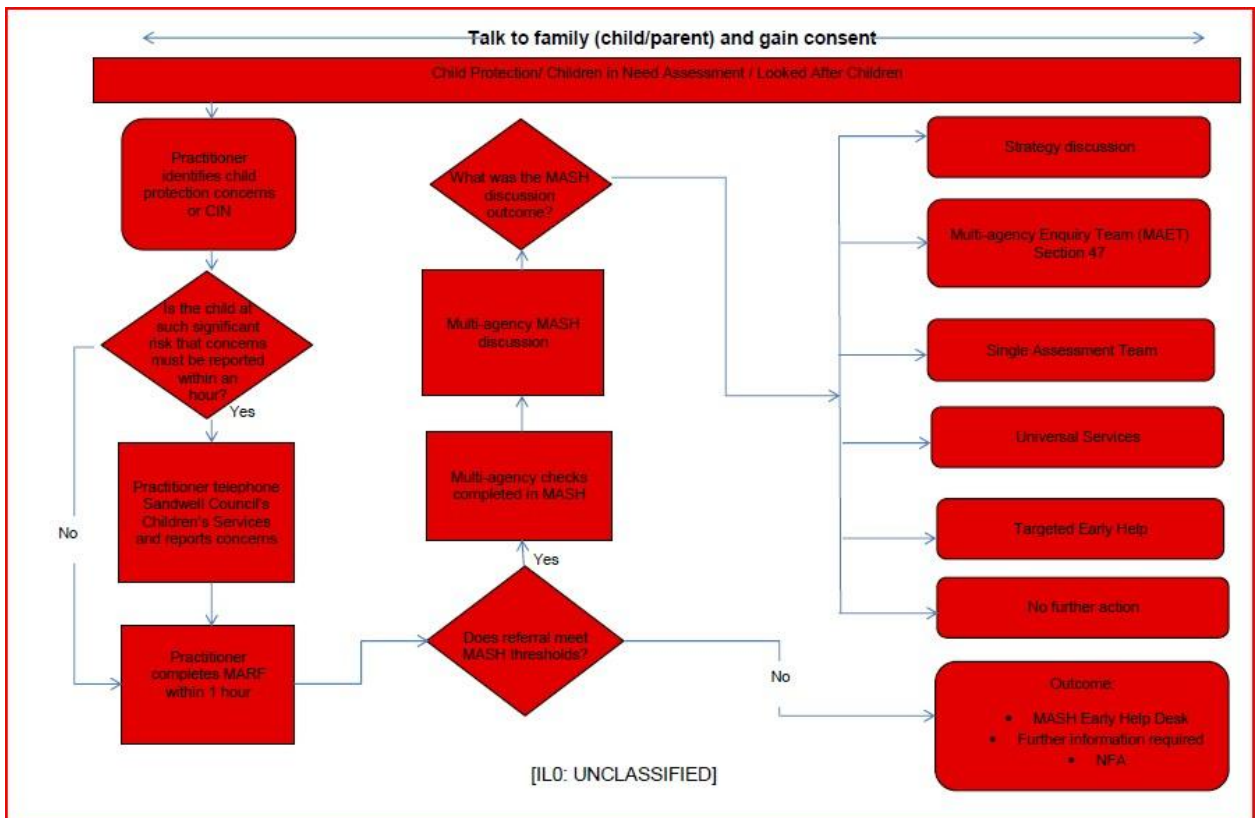 Talk to family (child/parent) and gain consent
Child Protection/ Children in Need Assessment / Looked After Children
Practitioner
identifies child
protection concerns
or CIN
Is the child at
such significant
risk that concerns
must be reported
within an
hour?
Yes
No
Practitioner telephone
Sandwell Council's
Children's Services
and reports concerns
Practitioner
completes MARF
within 1 hour
What was the MASH
discussion
outcome?
Multi-agency MASH
discussion
Multi-agency checks
completed in MASH
Yes
Does referral meet
MASH thresholds?
No
Strategy discussion
Multi-agency Enquiry Team (MAET)
Section 47
Single Assessment Team
Universal Services
Targeted Early Help
No further action
Outcome:
• MASH Early Help Desk
• Further information required
• NFA
[IL0: UNCLASSIFIED]